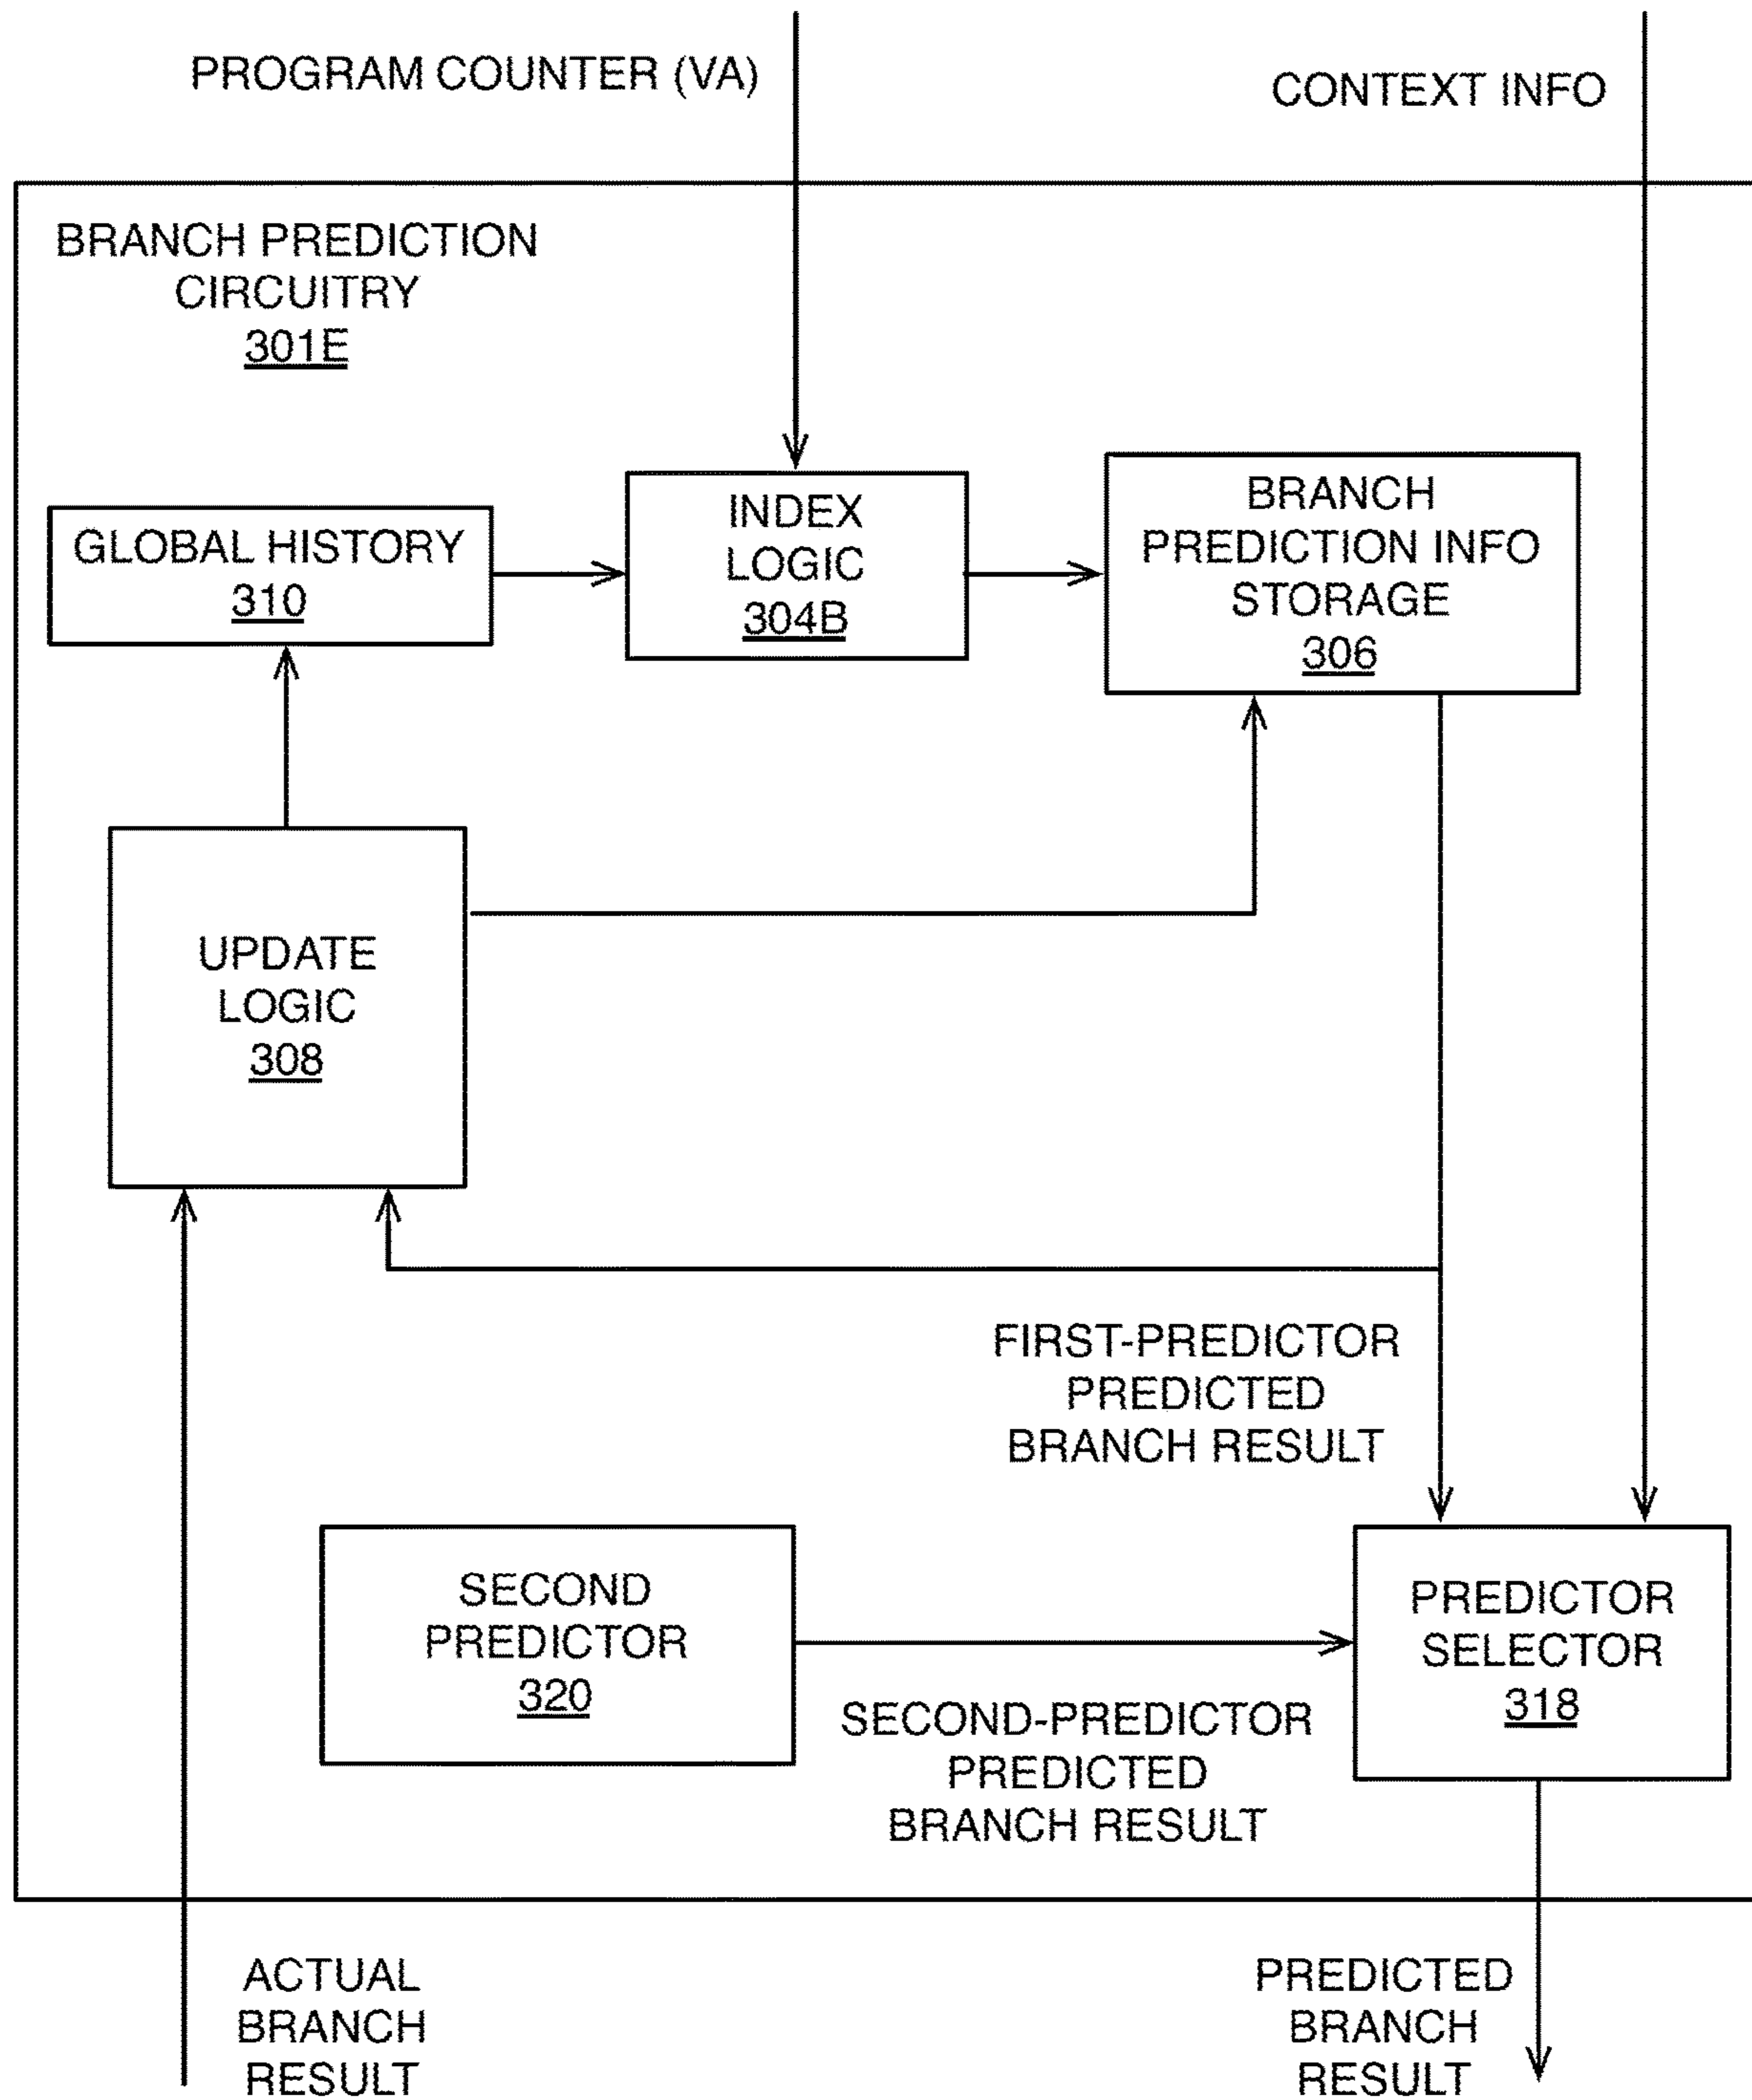 PROGRAM COUNTER (VA)
CONTEXT INFO
BRANCH PREDICTION
CIRCUITRY
301E
GLOBAL HISTORY
310
INDEX
LOGIC
304B
BRANCH
PREDICTION INFO
STORAGE
306
UPDATE
LOGIC
308
FIRST-PREDICTOR
PREDICTED
BRANCH RESULT
SECOND
PREDICTOR
320
SECOND-PREDICTOR
PREDICTED
BRANCH RESULT
PREDICTOR
SELECTOR
318
ACTUAL
BRANCH
RESULT
PREDICTED
BRANCH
RESULT